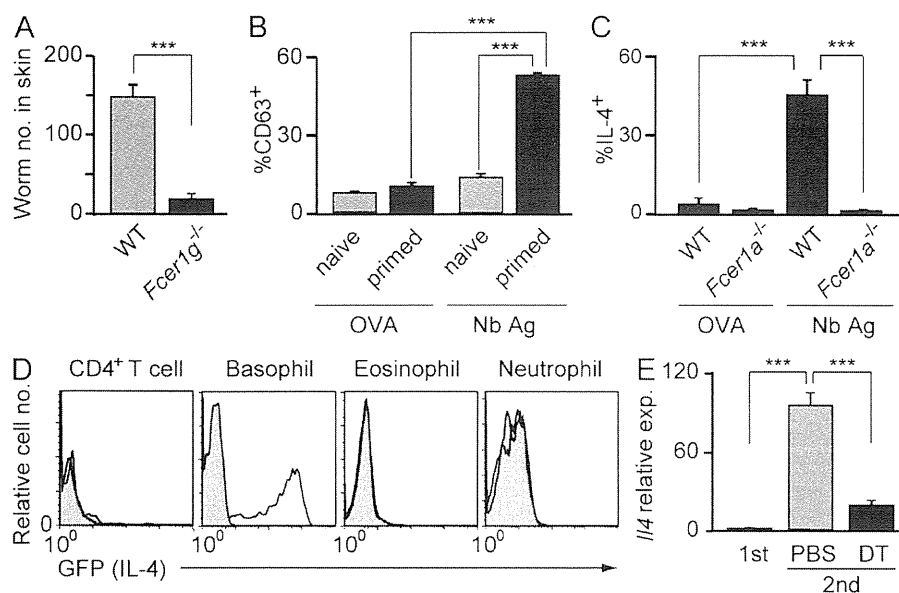 A
Worm no. in skin
150
100
50
0
***
WT
Fcer1g-/-
B
%CD63+
60
30
0
***
***
naive
primed
naive
primed
OVA
Nb Ag
C
%IL-4+
60
30
0
***
***
WT
Fcer1a-/-
WT
Fcer1a-/-
OVA
Nb Ag
D
CD4+ T cell
Basophil
Eosinophil
Neutrophil
Relative cell no.
0
10⁰
10⁰
10⁰
10⁰
GFP (IL-4)
E
Il4 relative exp.
120
60
0
***
***
1st
PBS
DT
2nd